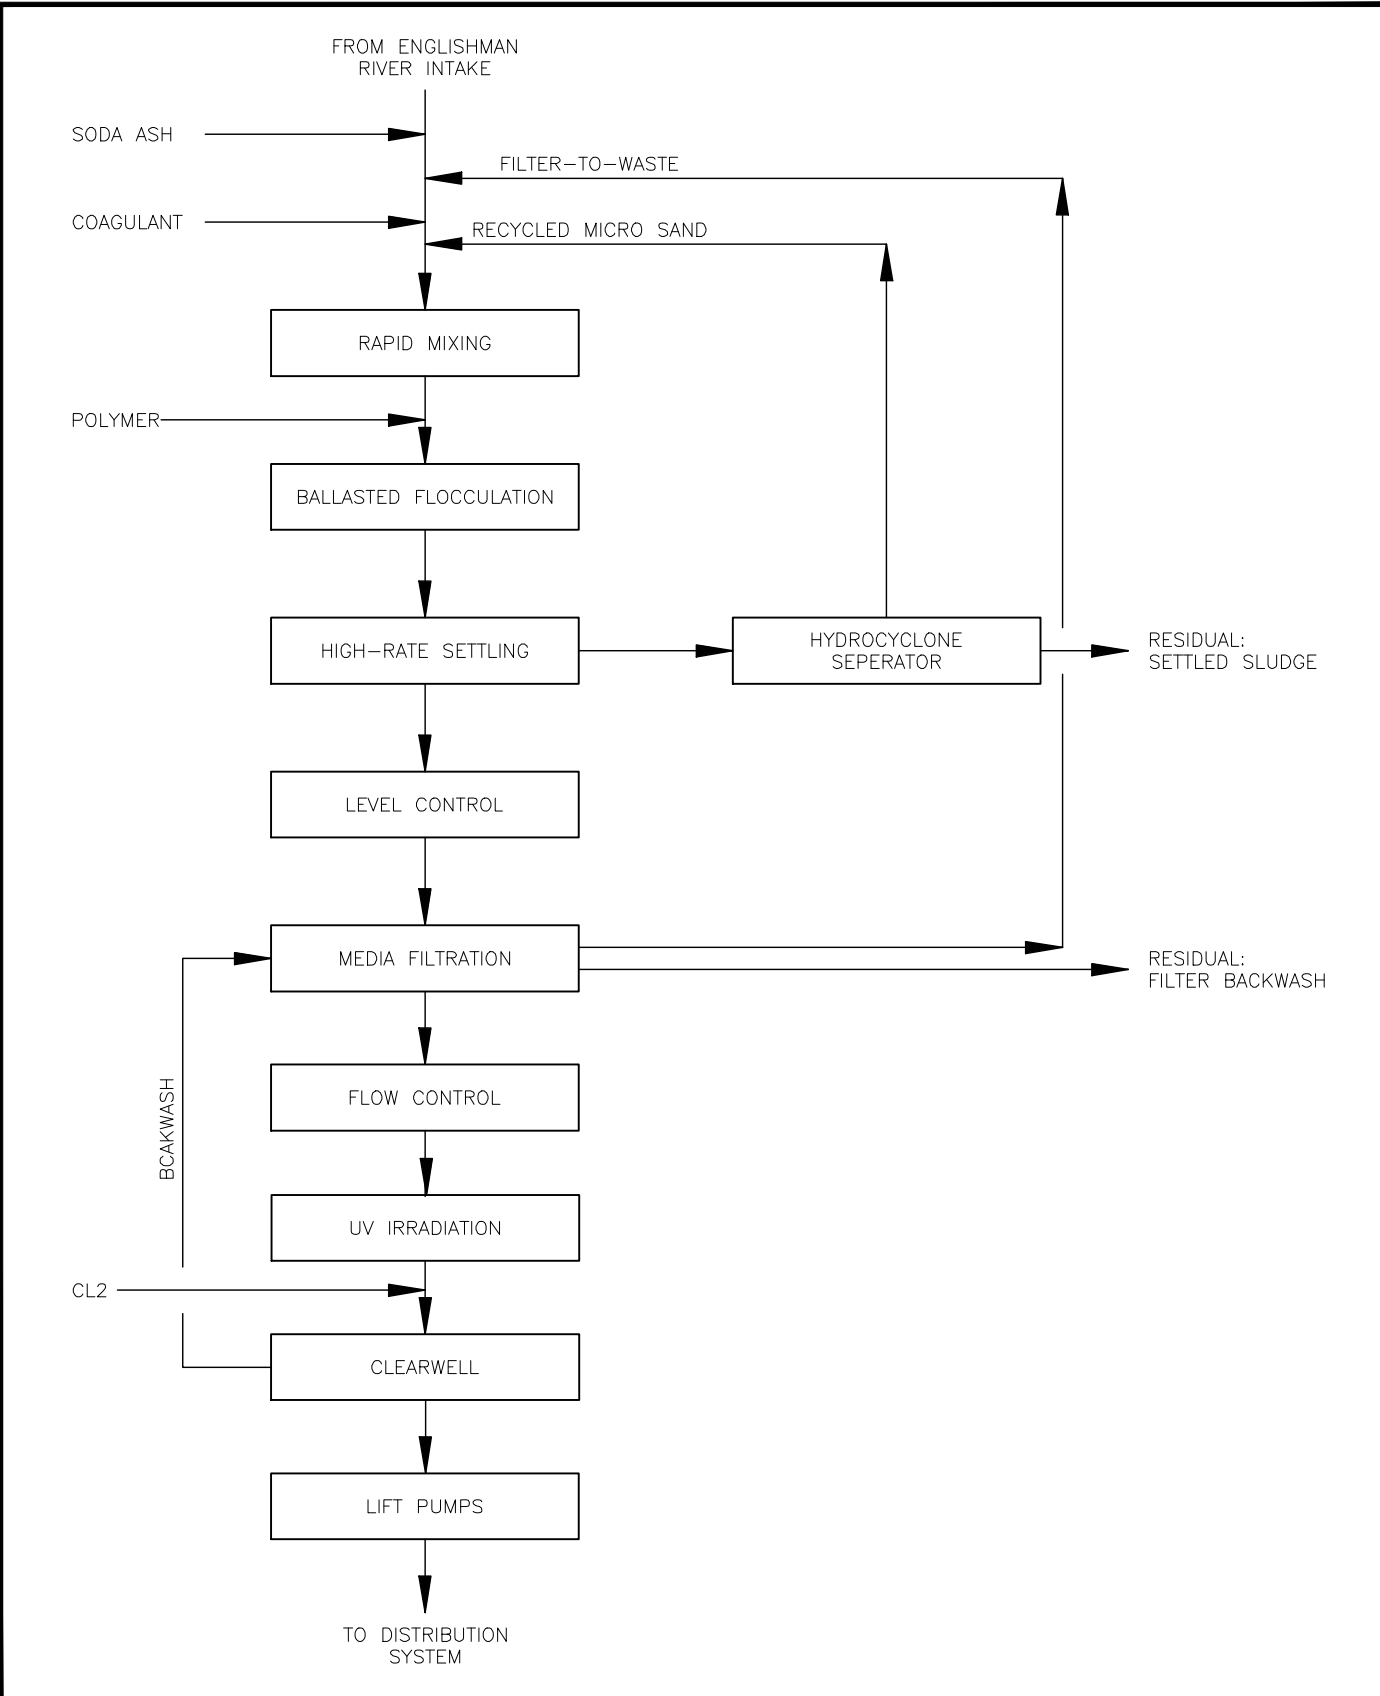 FROM ENGLISHMAN
RIVER INTAKE
SODA ASH
FILTER-TO-WASTE
COAGULANT
RECYCLED MICRO SAND
RAPID MIXING
POLYMER
BALLASTED FLOCCULATION
HIGH-RATE SETTLING
HYDROCYCLONE
SEPERATOR
RESIDUAL:
SETTLED SLUDGE
LEVEL CONTROL
MEDIA FILTRATION
RESIDUAL:
FILTER BACKWASH
FLOW CONTROL
BCAKWASH
UV IRRADIATION
CL2
CLEARWELL
LIFT PUMPS
TO DISTRIBUTION
SYSTEM